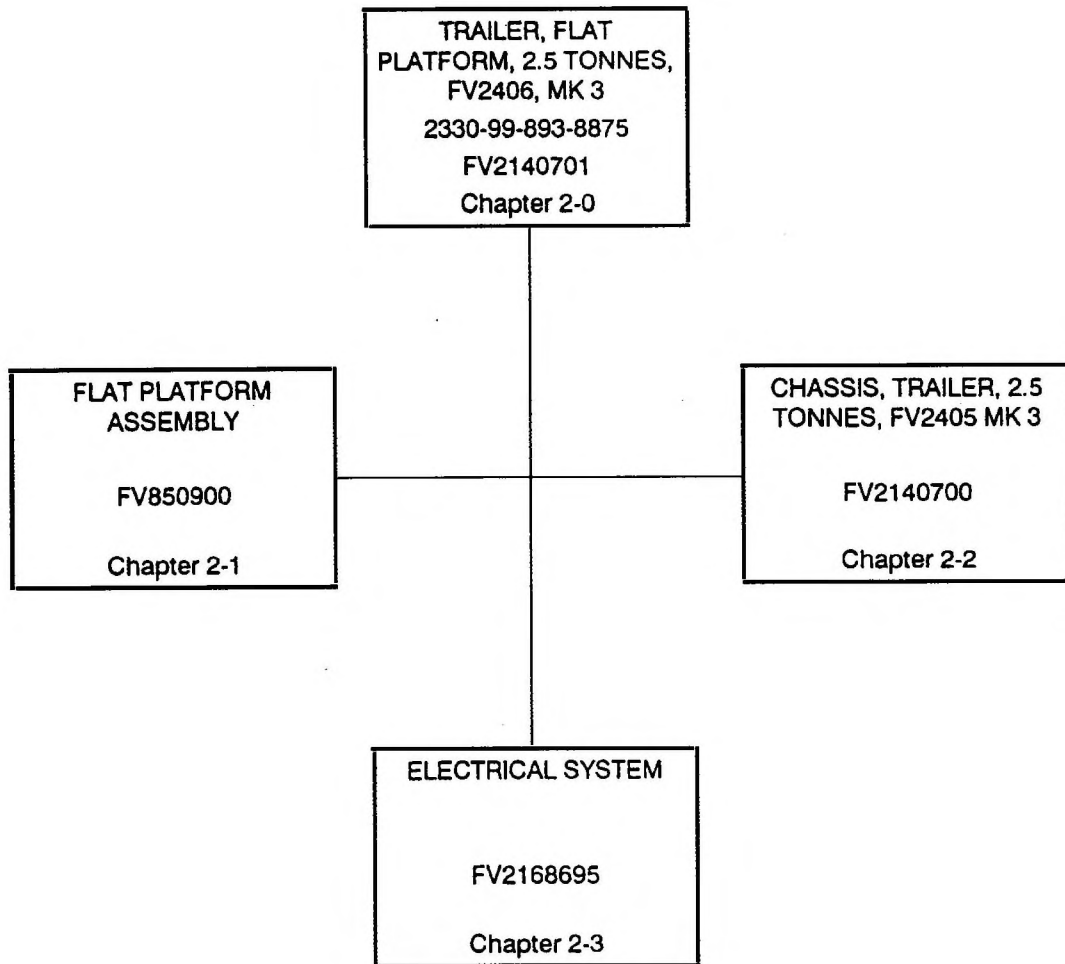 TRAILER, FLAT
PLATFORM, 2.5 TONNES,
FV2406, MK 3
2330-99-893-8875
FV2140701
Chapter 2-0
FLAT PLATFORM
ASSEMBLY
FV850900
Chapter 2-1
CHASSIS, TRAILER, 2.5
TONNES, FV2405 MK 3
FV2140700
Chapter 2-2
ELECTRICAL SYSTEM
FV2168695
Chapter 2-3